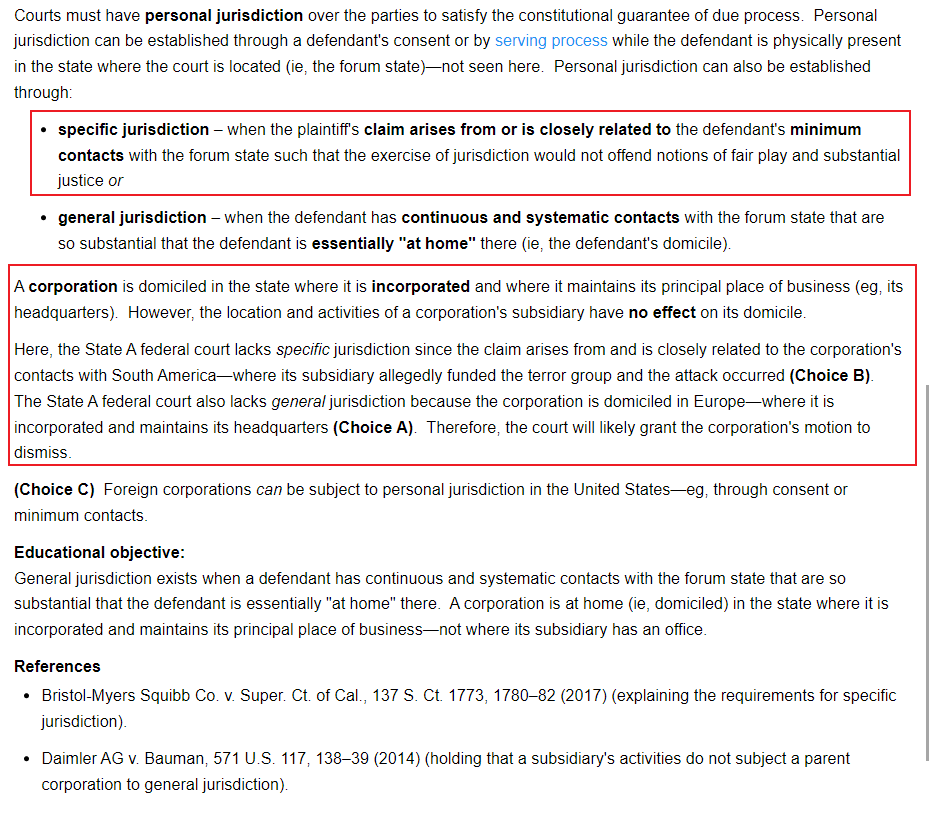 Courts must have personal jurisdiction over the parties to satisfy the constitutional guarantee of due process.  Personal
jurisdiction can be established through a defendant's consent or by serving process while the defendant is physically present
in the state where the court is located (ie, the forum state)—not seen here.  Personal jurisdiction can also be established
through:
• specific jurisdiction – when the plaintiff's claim arises from or is closely related to the defendant's minimum
contacts with the forum state such that the exercise of jurisdiction would not offend notions of fair play and substantial
justice or
• general jurisdiction – when the defendant has continuous and systematic contacts with the forum state that are
so substantial that the defendant is essentially "at home" there (ie, the defendant's domicile).
A corporation is domiciled in the state where it is incorporated and where it maintains its principal place of business (eg, its
headquarters).  However, the location and activities of a corporation's subsidiary have no effect on its domicile.
Here, the State A federal court lacks specific jurisdiction since the claim arises from and is closely related to the corporation's
contacts with South America—where its subsidiary allegedly funded the terror group and the attack occurred (Choice B).
The State A federal court also lacks general jurisdiction because the corporation is domiciled in Europe—where it is
incorporated and maintains its headquarters (Choice A).  Therefore, the court will likely grant the corporation's motion to
dismiss.
(Choice C)  Foreign corporations can be subject to personal jurisdiction in the United States—eg, through consent or
minimum contacts.
Educational objective:
General jurisdiction exists when a defendant has continuous and systematic contacts with the forum state that are so
substantial that the defendant is essentially "at home" there.  A corporation is at home (ie, domiciled) in the state where it is
incorporated and maintains its principal place of business—not where its subsidiary has an office.
References
• Bristol-Myers Squibb Co. v. Super. Ct. of Cal., 137 S. Ct. 1773, 1780–82 (2017) (explaining the requirements for specific
jurisdiction).
• Daimler AG v. Bauman, 571 U.S. 117, 138–39 (2014) (holding that a subsidiary's activities do not subject a parent
corporation to general jurisdiction).